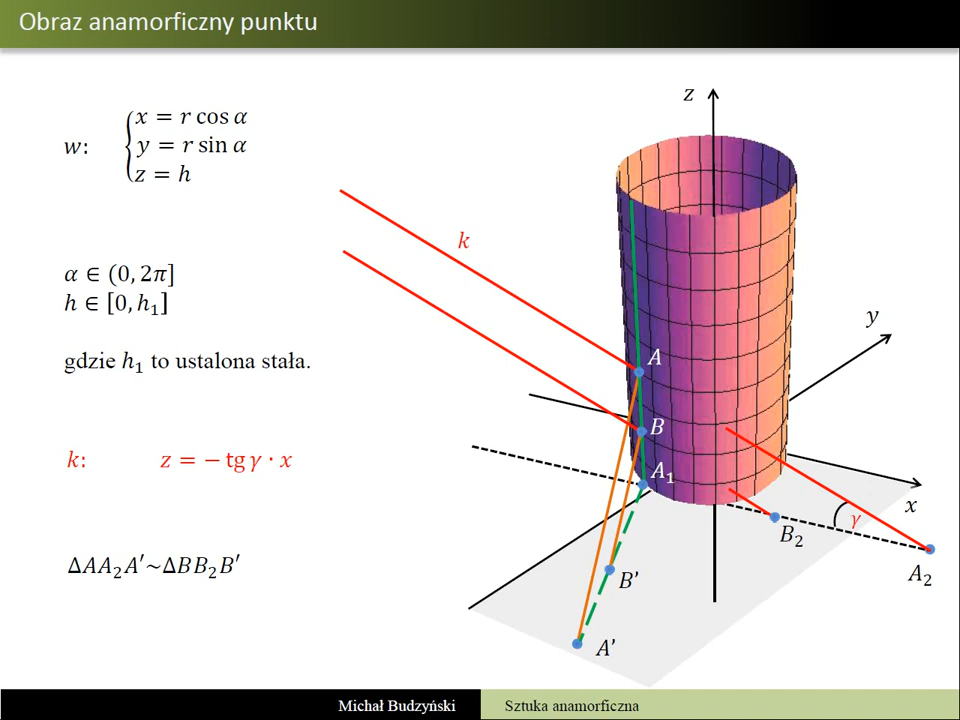 Obraz anamorficzny punktu
w: { x = r cos α
y = r sin α
z = h
α ∈ (0, 2π]
h ∈ [0, h₁]
gdzie h₁ to ustalona stała.
k: z = − tg γ · x
ΔAA₂A′~ΔBB₂B′
z
k
y
A
B
A₁
x
γ
B₂
A₂
B’
A’
Michał Budzyński
Sztuka anamorficzna